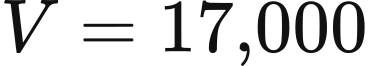 V = 17,000